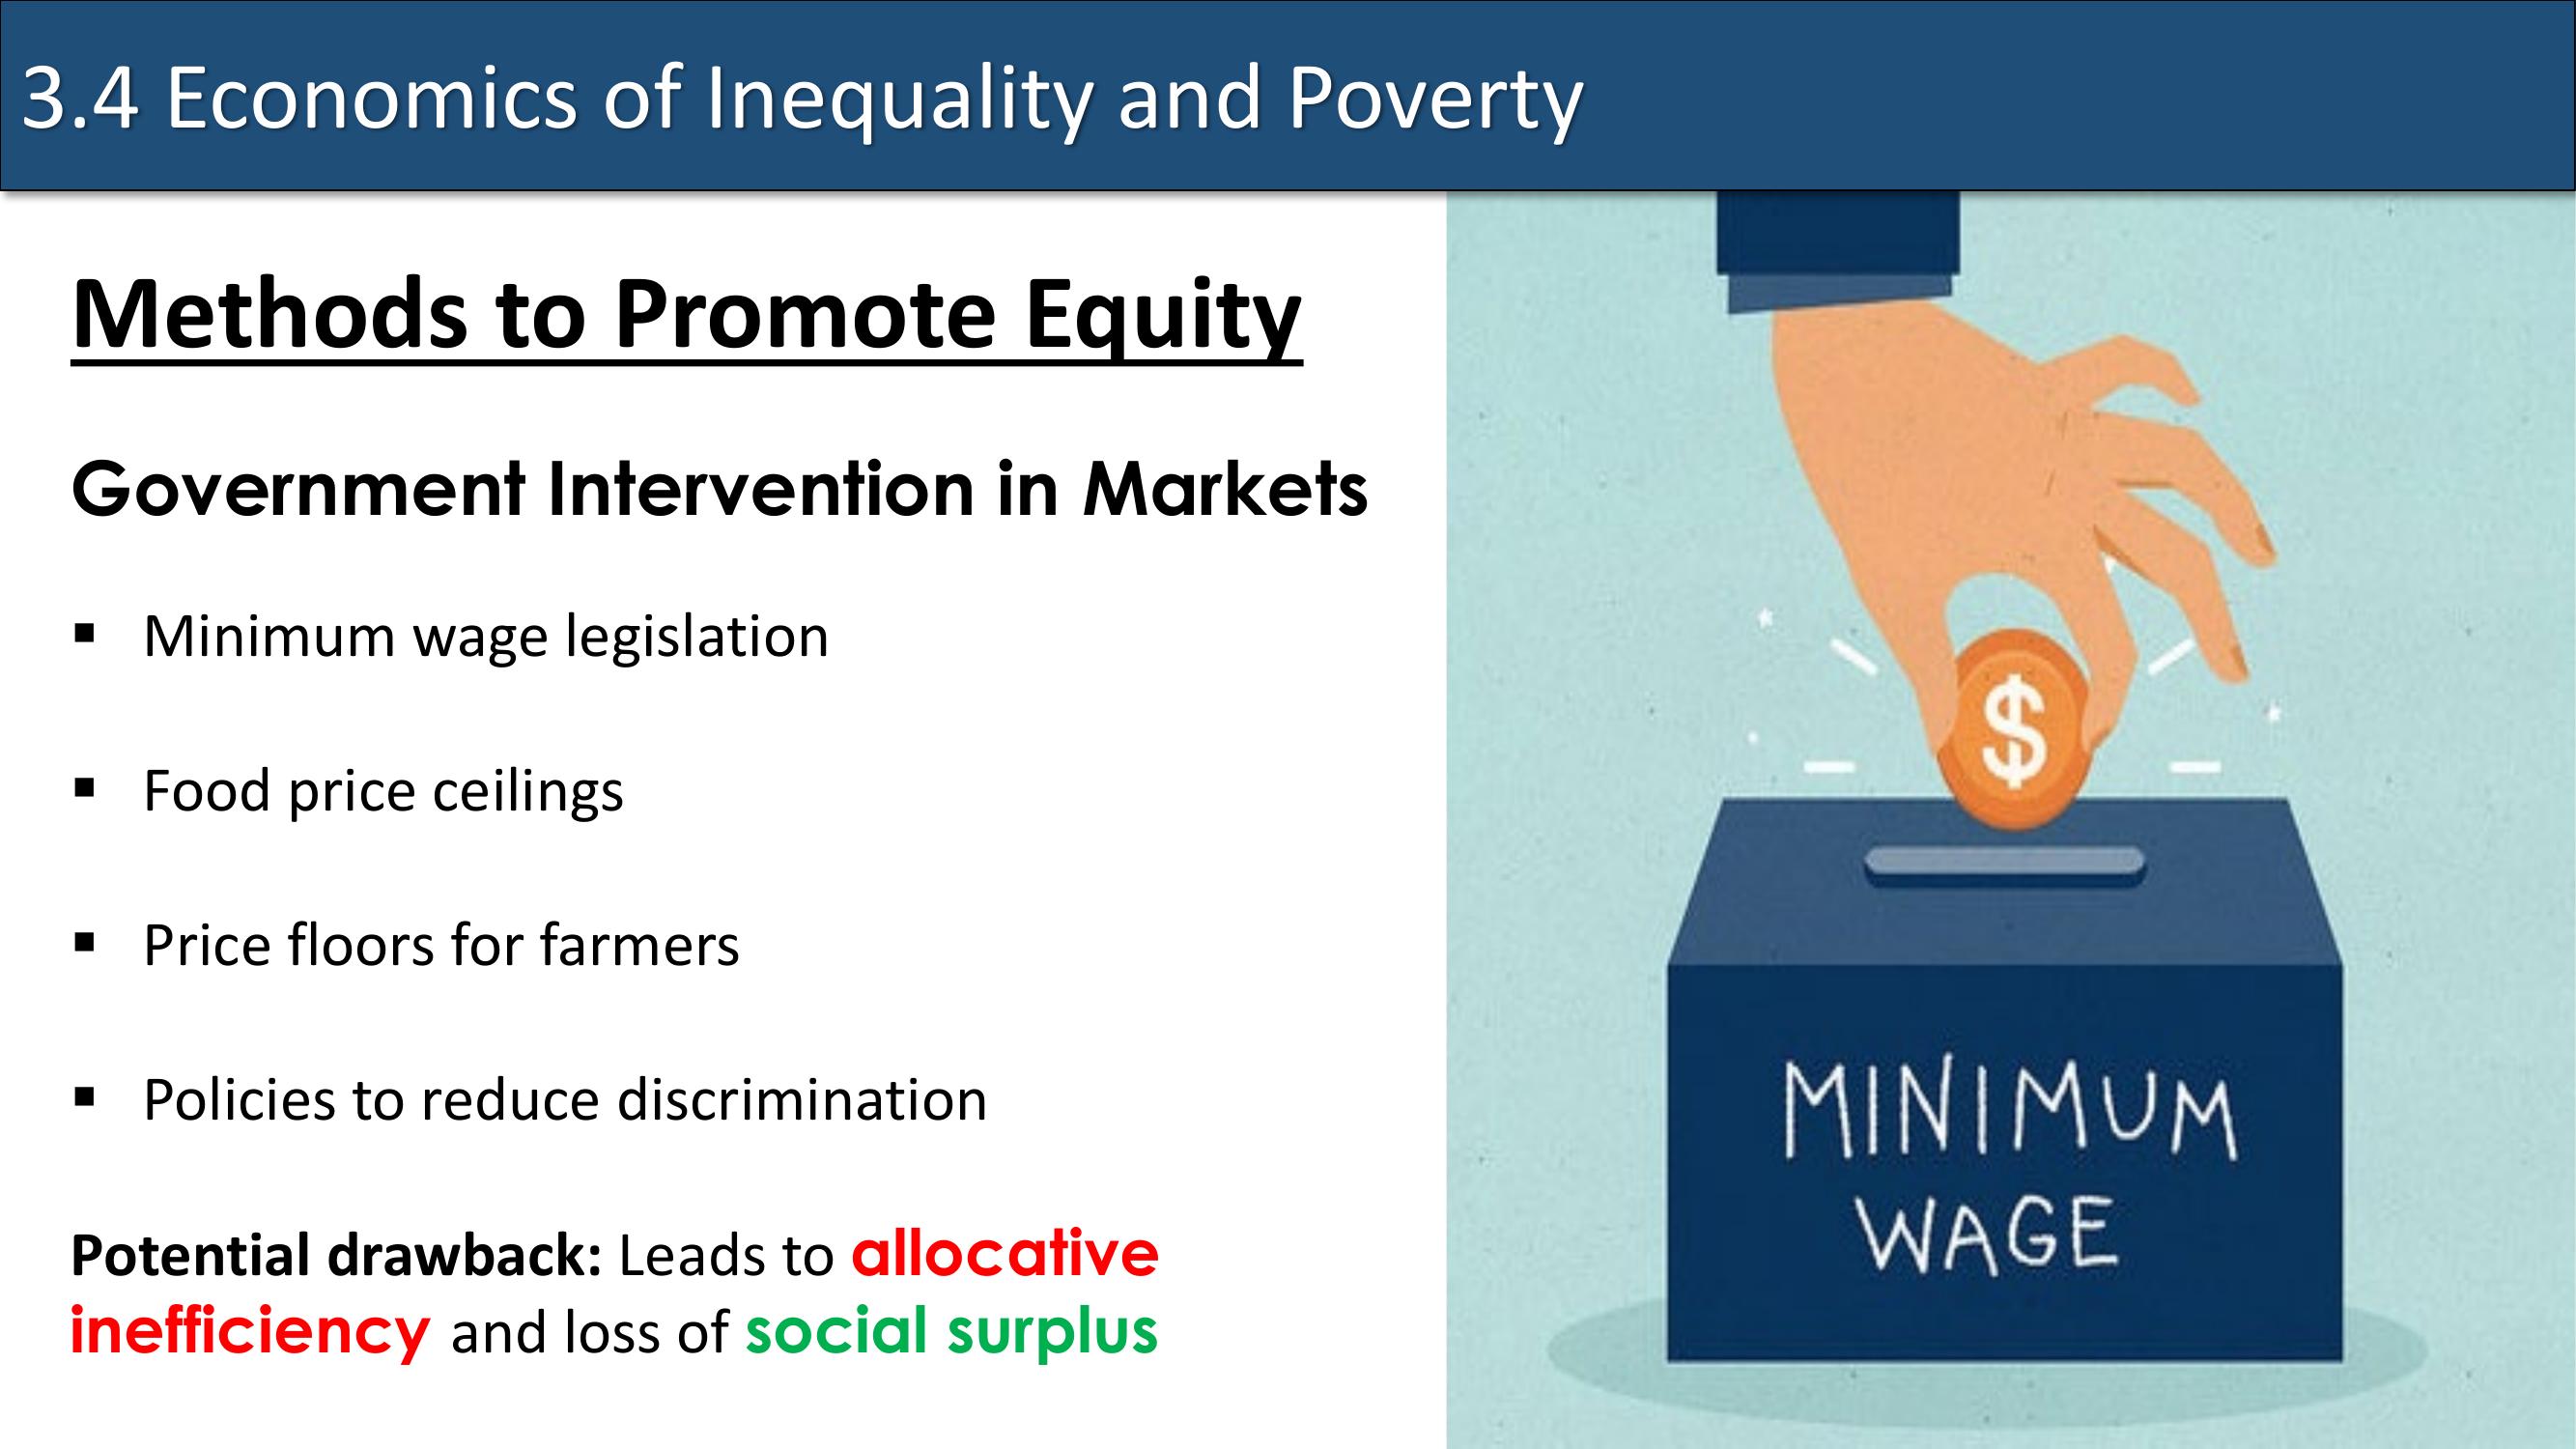 3.4 Economics of Inequality and Poverty
Methods to Promote Equity
Government Intervention in Markets
▪ Minimum wage legislation
▪ Food price ceilings
▪ Price floors for farmers
▪ Policies to reduce discrimination
Potential drawback: Leads to allocative
inefficiency and loss of social surplus
$
MINIMUM
WAGE